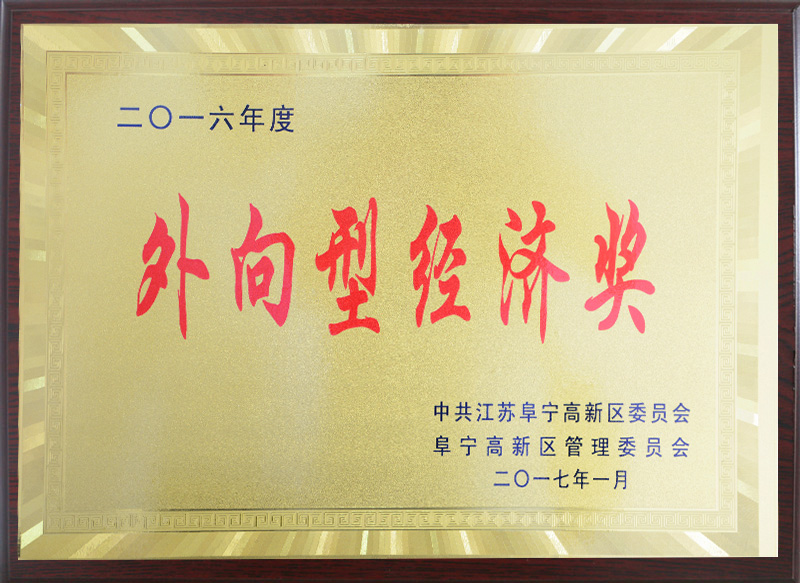 二〇一六年度
外向型经济奖
中共江苏阜宁高新区委员会
阜宁高新区管理委员会
二〇一七年一月